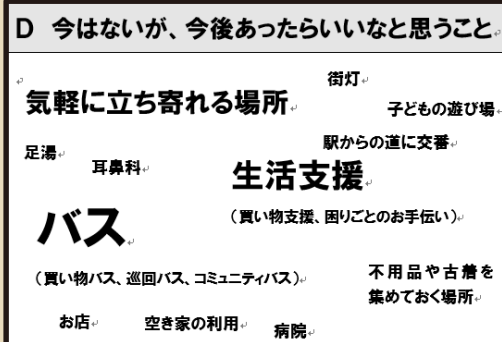 D 今はないが、今後あったらいいなと思うこと
街灯
気軽に立ち寄れる場所
子どもの遊び場
駅からの道に交番
足湯
耳鼻科
生活支援
バス
(買い物支援、困りごとのお手伝い)
(買い物バス、巡回バス、コミュニティバス)
不用品や古着を
集めておく場所
お店
空き家の利用
病院